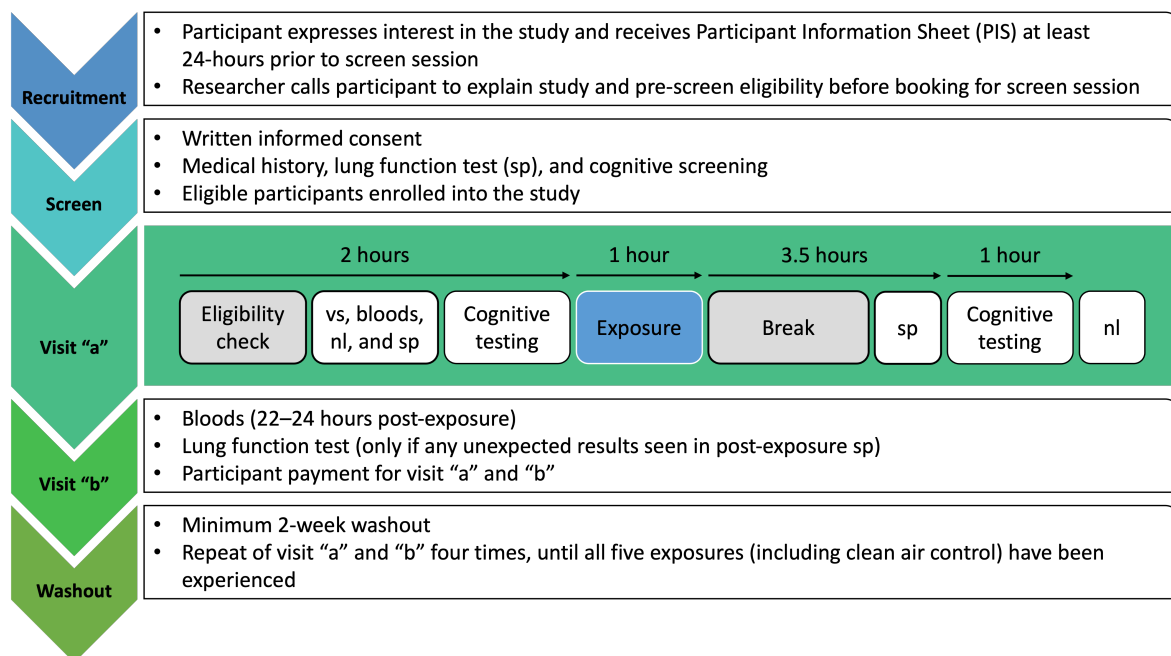 • Participant expresses interest in the study and receives Participant Information Sheet (PIS) at least
24-hours prior to screen session
• Researcher calls participant to explain study and pre-screen eligibility before booking for screen session
Recruitment
• Written informed consent
• Medical history, lung function test (sp), and cognitive screening
• Eligible participants enrolled into the study
Screen
2 hours
1 hour
3.5 hours
1 hour
Eligibility
check
vs, bloods,
nl, and sp
Cognitive
testing
Exposure
Break
sp
Cognitive
testing
nl
Visit “a”
• Bloods (22–24 hours post-exposure)
• Lung function test (only if any unexpected results seen in post-exposure sp)
• Participant payment for visit “a” and “b”
Visit “b”
• Minimum 2-week washout
• Repeat of visit “a” and “b” four times, until all five exposures (including clean air control) have been
experienced
Washout